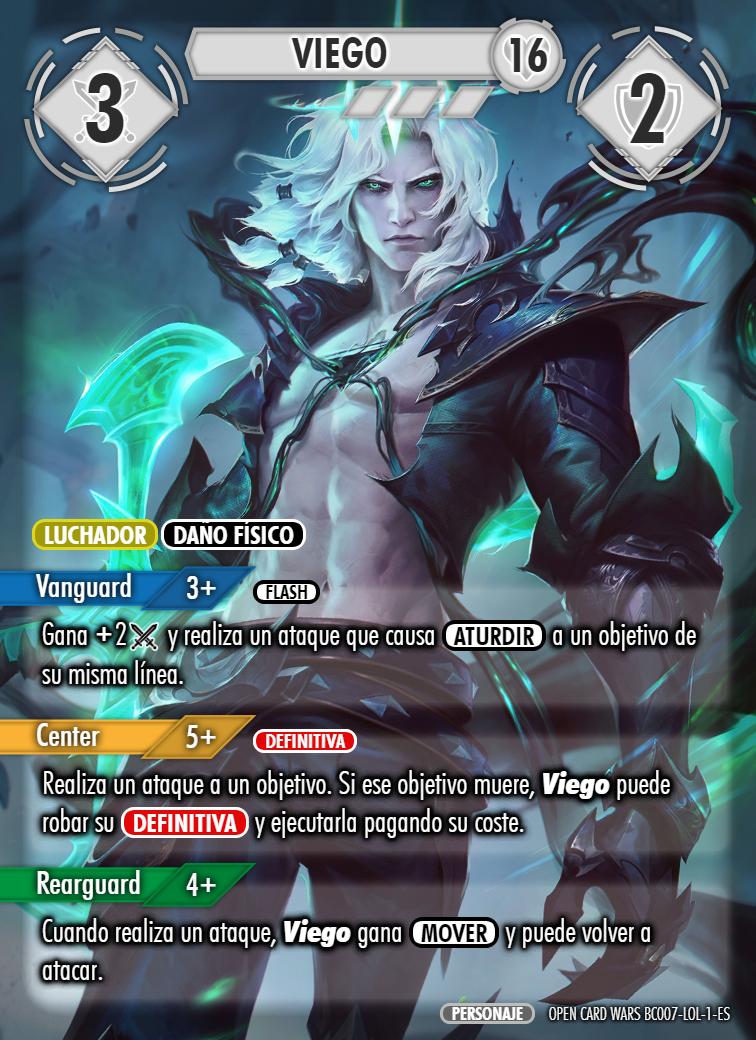 3
VIEGO
16
2
LUCHADOR DAÑO FÍSICO
Vanguard 3+ FLASH
Gana +2 y realiza un ataque que causa ATURDIR a un objetivo de
su misma línea.
Center 5+ DEFINITIVA
Realiza un ataque a un objetivo. Si ese objetivo muere, Viego puede
robar su DEFINITIVA y ejecutarla pagando su coste.
Rearguard 4+
Cuando realiza un ataque, Viego gana MOVER y puede volver a
atacar.
PERSONAJE OPEN CARD WARS BC007-LOL-1-ES